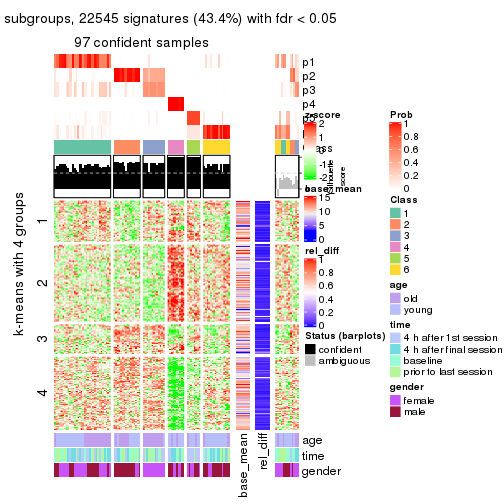 subgroups, 22545 signatures (43.4%) with fdr < 0.05
97 confident samples
p1
p2
p3
p4
z-score
2
base_mean
15
10
5
0
rel_diff
1
0.8
0.6
0.4
0.2
0
Status (barplots)
confident
ambiguous
Prob
1
0.8
0.6
0.4
0.2
0
Class
1
2
3
4
5
6
age
old
young
time
4 h after 1st session
4 h after final session
baseline
prior to last session
gender
female
male
k-means with 4 groups
1
2
3
4
age
time
gender
base_mean
rel_diff